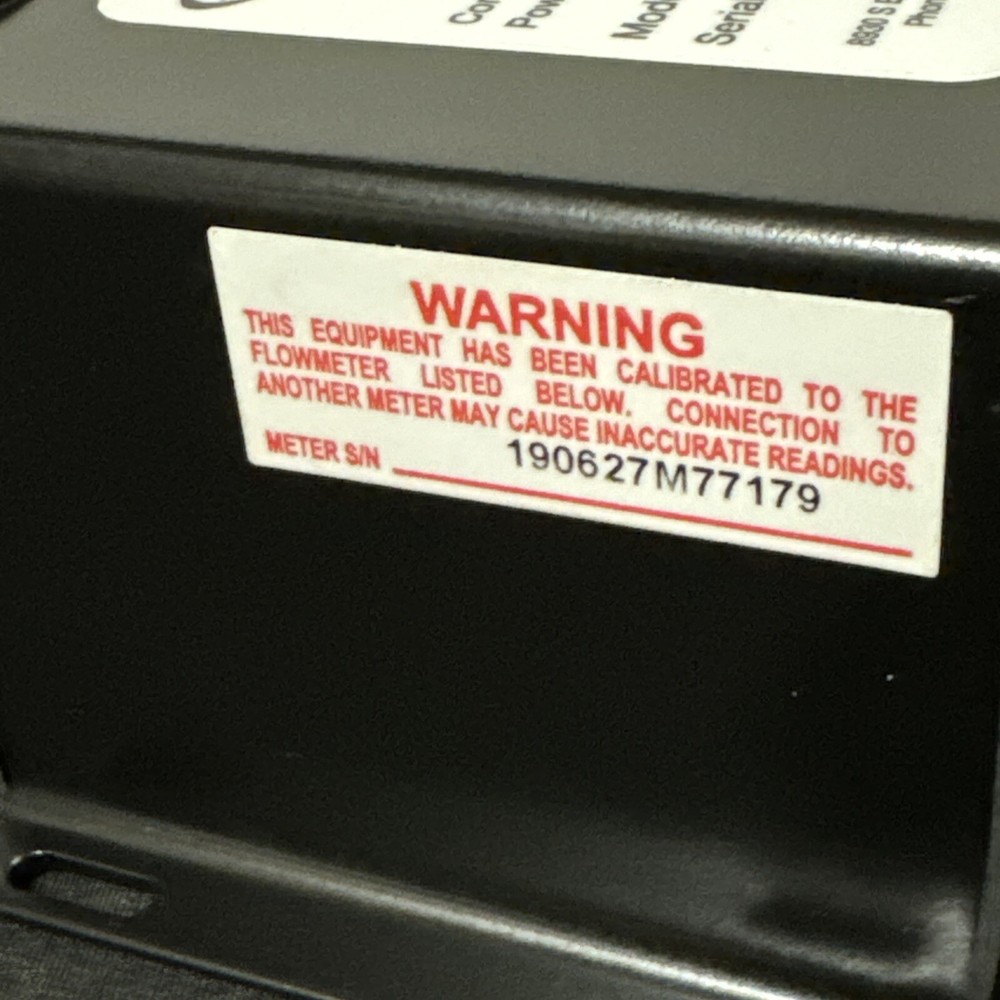 8930 S
WARNING
THIS EQUIPMENT HAS BEEN CALIBRATED TO THE
FLOWMETER LISTED BELOW. CONNECTION TO
ANOTHER METER MAY CAUSE INACCURATE READINGS.
METER S/N 190627M77179